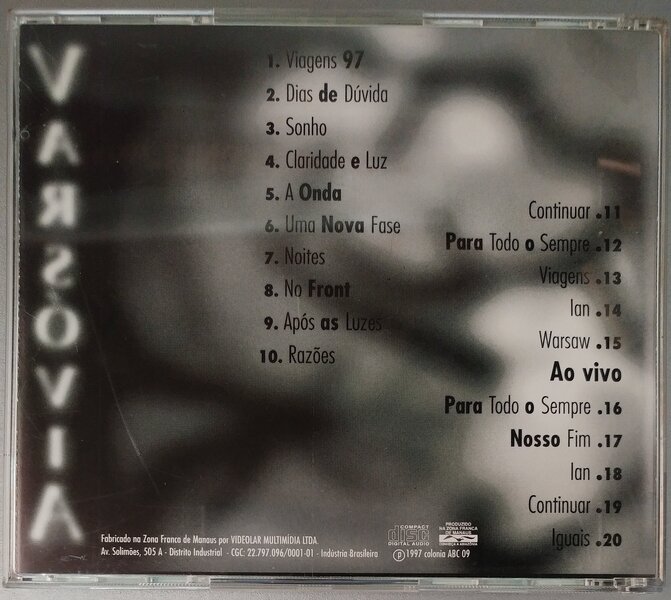 VARSOVIA
1. Viagens 97
2. Dias de Dúvida
3. Sonho
4. Claridade e Luz
5. A Onda
6. Uma Nova Fase
7. Noites
8. No Front
9. Após as Luzes
10. Razões
Continuar .11
Para Todo o Sempre .12
Viagens .13
Ian .14
Warsaw .15
Ao vivo
Para Todo o Sempre .16
Nosso Fim .17
Ian .18
Continuar .19
Iguais .20
Fabricado na Zona Franca de Manaus por VIDEOLAR MULTIMÍDIA LTDA.
Av. Solimões, 505 A - Distrito Industrial - CGC: 22.797.096/0001-01 - Indústria Brasileira
COMPACT
disc
DIGITAL AUDIO
PRODUZIDO
NA ZONA FRANCA
DE MANAUS
CONHEÇA A AMAZÔNIA
℗ 1997 colonia ABC 09